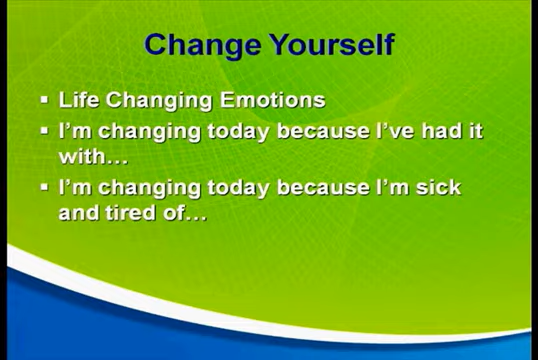 Change Yourself
▪ Life Changing Emotions
▪ I'm changing today because I've had it
with…
▪ I'm changing today because I'm sick
and tired of…